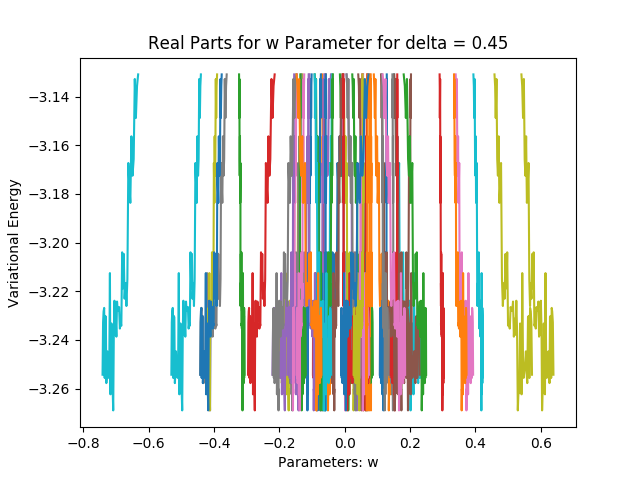 Real Parts for w Parameter for delta = 0.45
Variational Energy
−3.14
−3.16
−3.18
−3.20
−3.22
−3.24
−3.26
−0.8 −0.6 −0.4 −0.2 0.0 0.2 0.4 0.6
Parameters: w